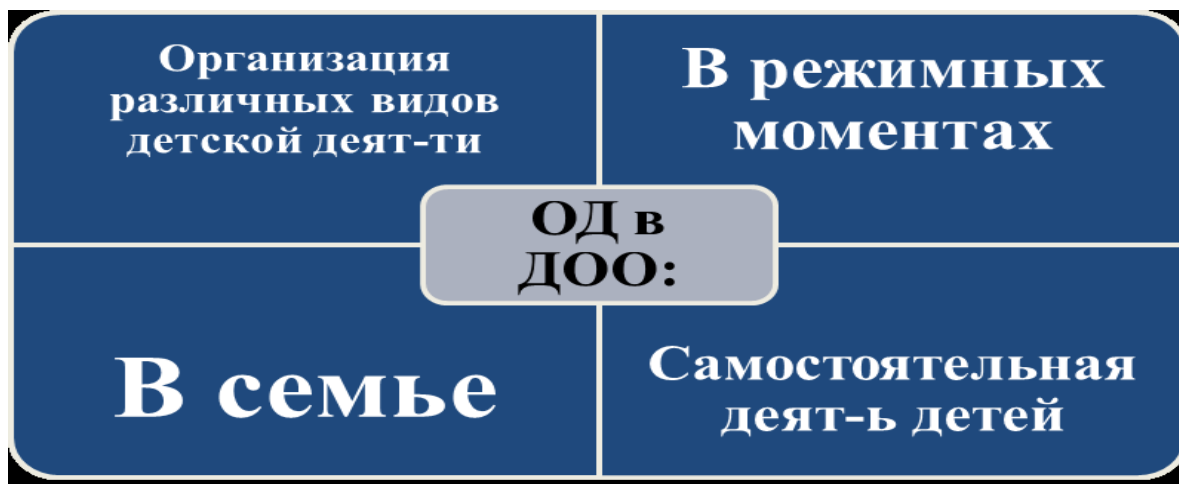 Организация
различных видов
детской деят-ти
В режимных
моментах
ОД в
ДОО:
В семье
Самостоятельная
деят-ь детей